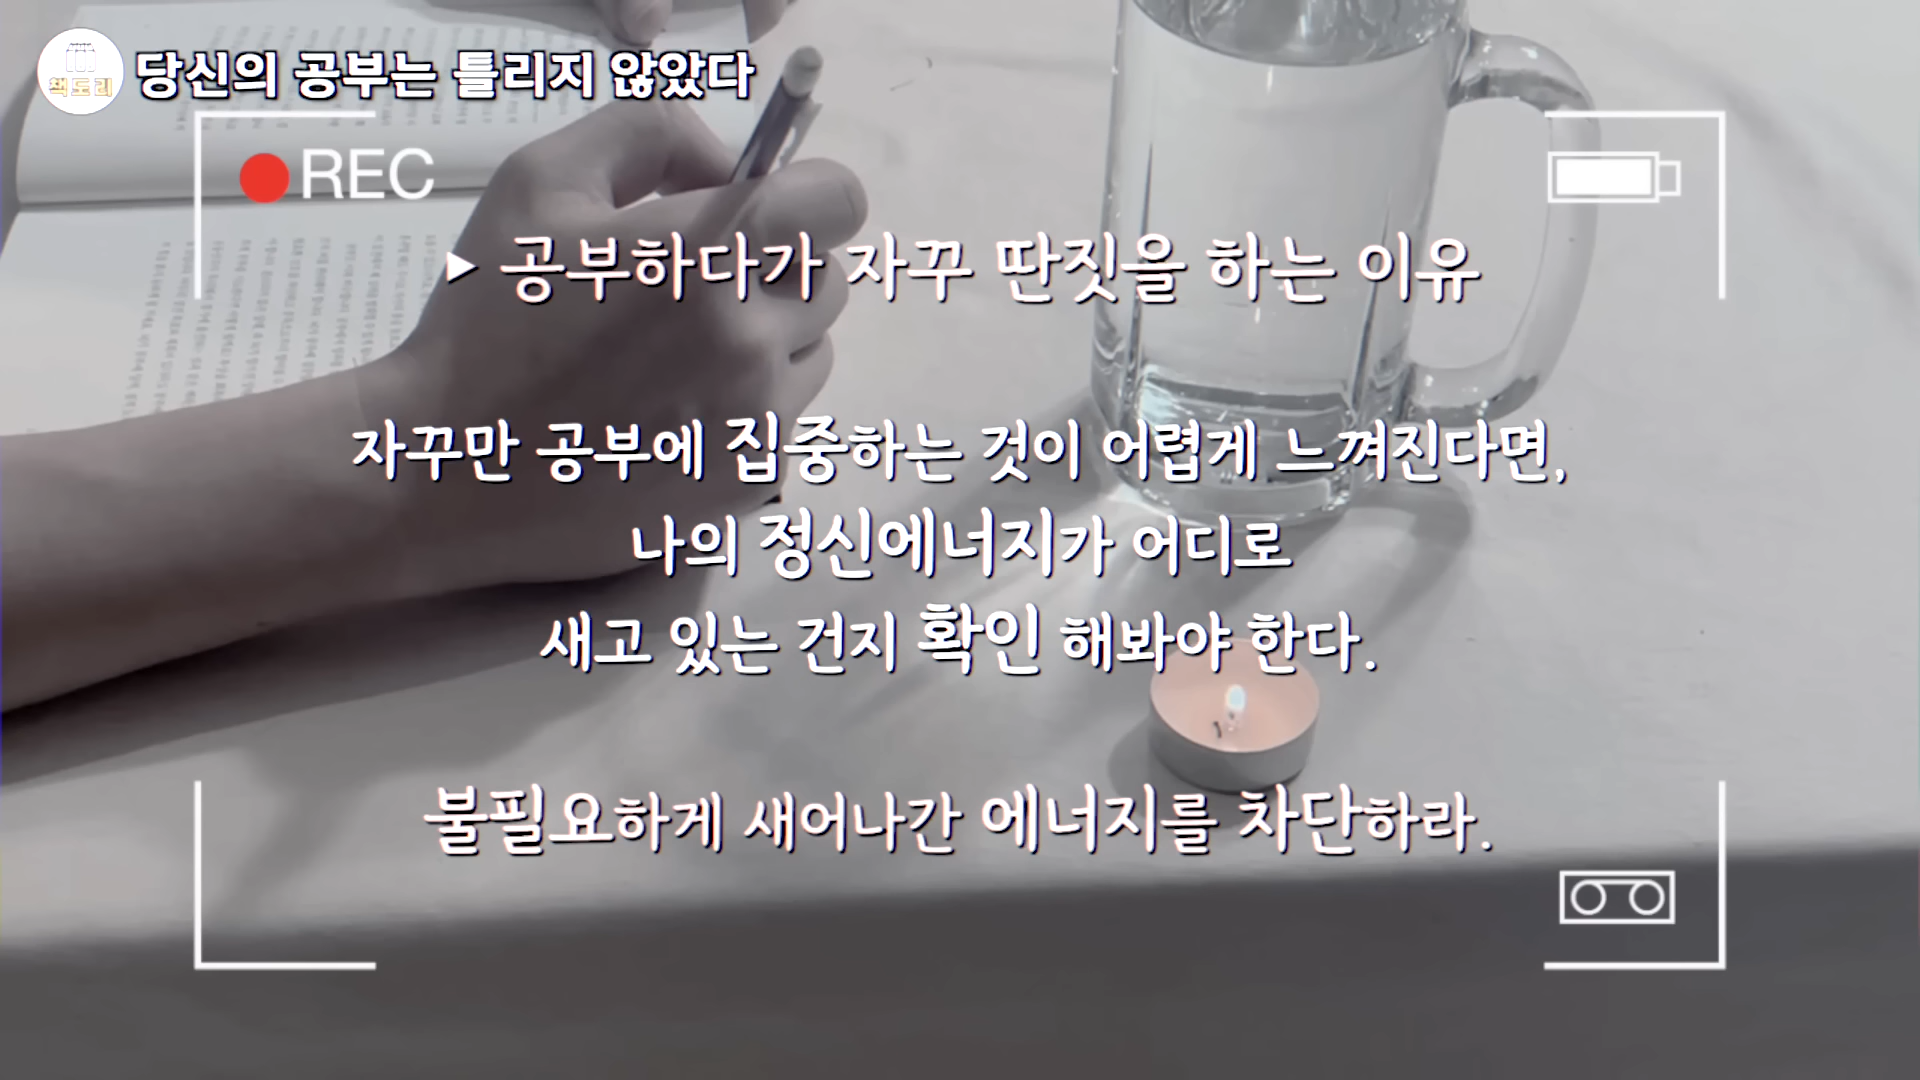 책도리
당신의 공부는 틀리지 않았다
REC
▶ 공부하다가 자꾸 딴짓을 하는 이유
자꾸만 공부에 집중하는 것이 어렵게 느껴진다면,
나의 정신에너지가 어디로
새고 있는 건지 확인 해봐야 한다.
불필요하게 새어나간 에너지를 차단하라.